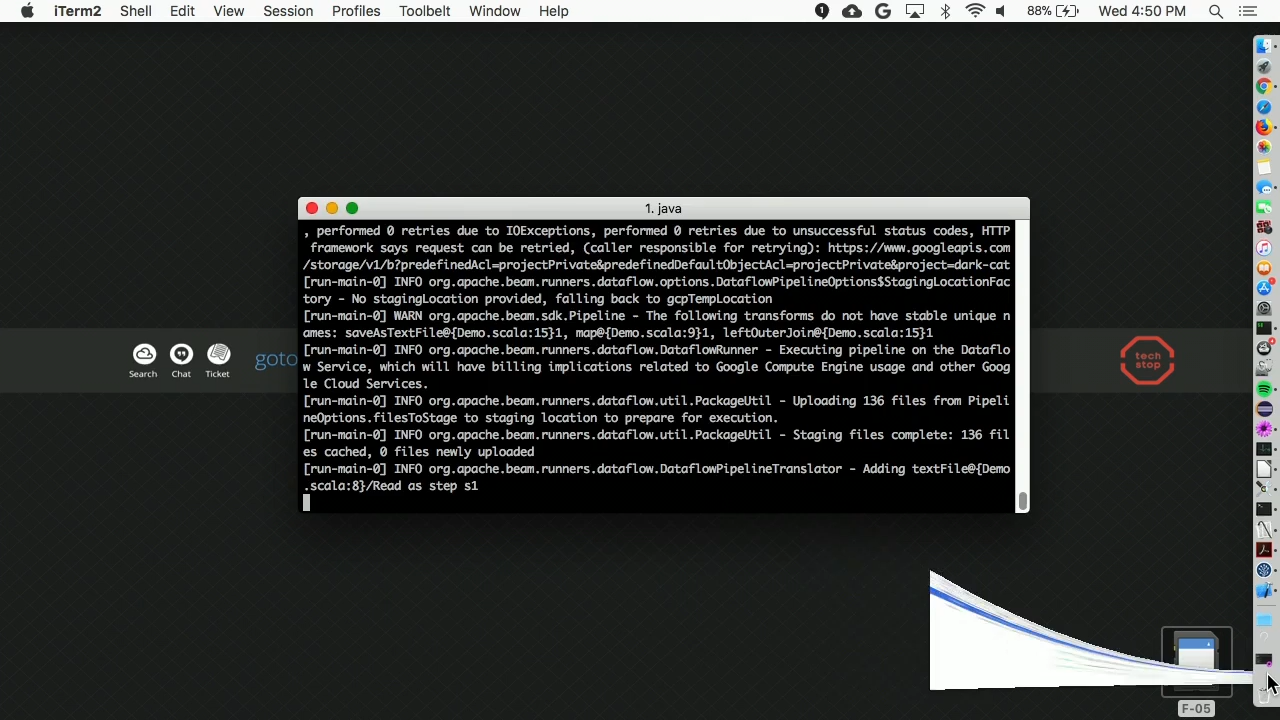 iTerm2 Shell Edit View Session Profiles Toolbelt Window Help 88% Wed 4:50 PM
1. java
, performed 0 retries due to IOExceptions, performed 0 retries due to unsuccessful status codes, HTTP
framework says request can be retried, (caller responsible for retrying): https://www.googleapis.com
/storage/v1/b?predefinedAcl=projectPrivate&predefinedDefaultObjectAcl=projectPrivate&project=dark-cat
[run-main-0] INFO org.apache.beam.runners.dataflow.options.DataflowPipelineOptions$StagingLocationFac
tory - No stagingLocation provided, falling back to gcpTempLocation
[run-main-0] WARN org.apache.beam.sdk.Pipeline - The following transforms do not have stable unique n
ames: saveAsTextFile@{Demo.scala:15}1, map@{Demo.scala:9}1, leftOuterJoin@{Demo.scala:15}1
[run-main-0] INFO org.apache.beam.runners.dataflow.DataflowRunner - Executing pipeline on the Dataflo
w Service, which will have billing implications related to Google Compute Engine usage and other Goog
le Cloud Services.
[run-main-0] INFO org.apache.beam.runners.dataflow.util.PackageUtil - Uploading 136 files from Pipeli
neOptions.filesToStage to staging location to prepare for execution.
[run-main-0] INFO org.apache.beam.runners.dataflow.util.PackageUtil - Staging files complete: 136 fil
es cached, 0 files newly uploaded
[run-main-0] INFO org.apache.beam.runners.dataflow.DataflowPipelineTranslator - Adding textFile@{Demo
.scala:8}/Read as step s1
Search Chat Ticket
goto
tech
stop
F-05